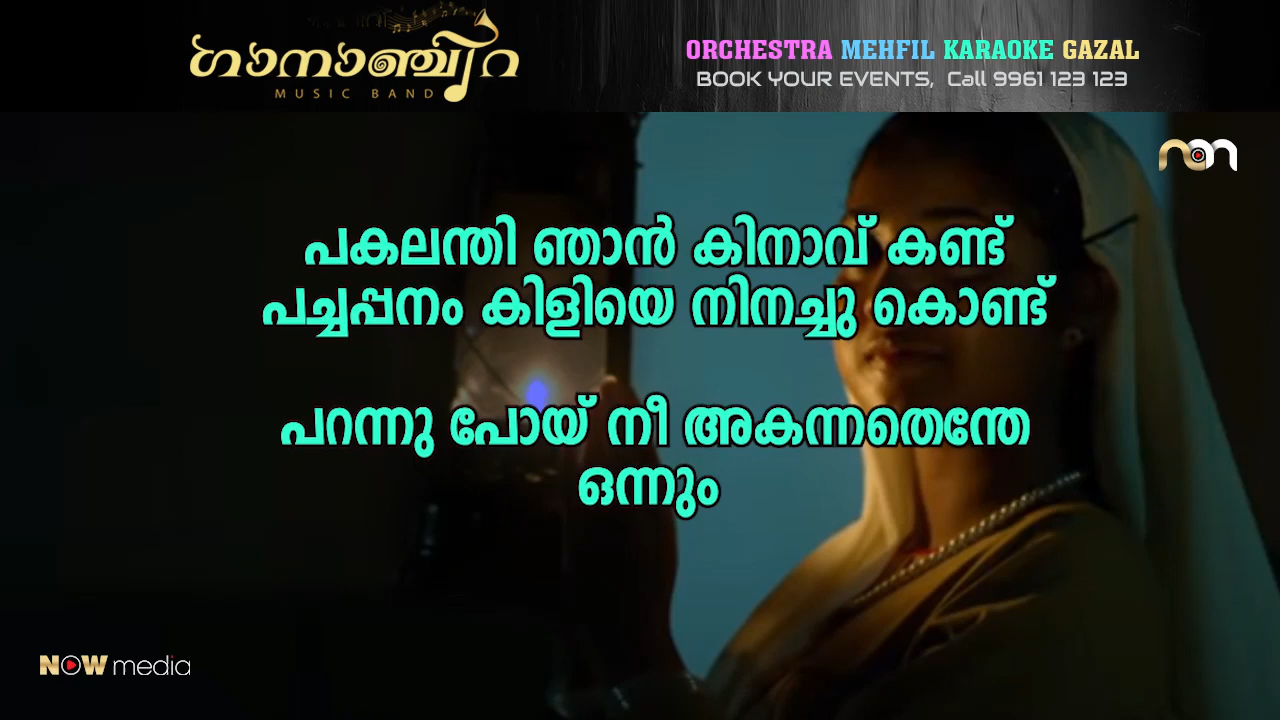 ഗാനാഞ്ചിറ
MUSIC BAND
ORCHESTRA MEHFIL KARAOKE GAZAL
BOOK YOUR EVENTS, Call 9961 123 123
പകലന്തി ഞാൻ കിനാവ് കണ്ട്
പച്ചപ്പനം കിളിയെ നിനച്ചു കൊണ്ട്
പറന്നു പോയ് നീ അകന്നതെന്തേ
ഒന്നും
NOW media